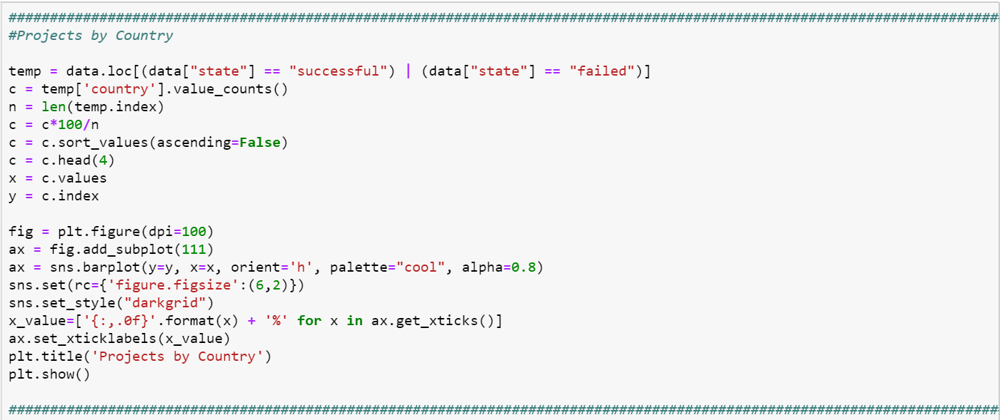 ########################################################################################################################
#Projects by Country
temp = data.loc[(data["state"] == "successful") | (data["state"] == "failed")]
c = temp['country'].value_counts()
n = len(temp.index)
c = c*100/n
c = c.sort_values(ascending=False)
c = c.head(4)
x = c.values
y = c.index
fig = plt.figure(dpi=100)
ax = fig.add_subplot(111)
ax = sns.barplot(y=y, x=x, orient='h', palette="cool", alpha=0.8)
sns.set(rc={'figure.figsize':(6,2)})
sns.set_style("darkgrid")
x_value=['{:,.0f}'.format(x) + '%' for x in ax.get_xticks()]
ax.set_xticklabels(x_value)
plt.title('Projects by Country')
plt.show()
########################################################################################################################